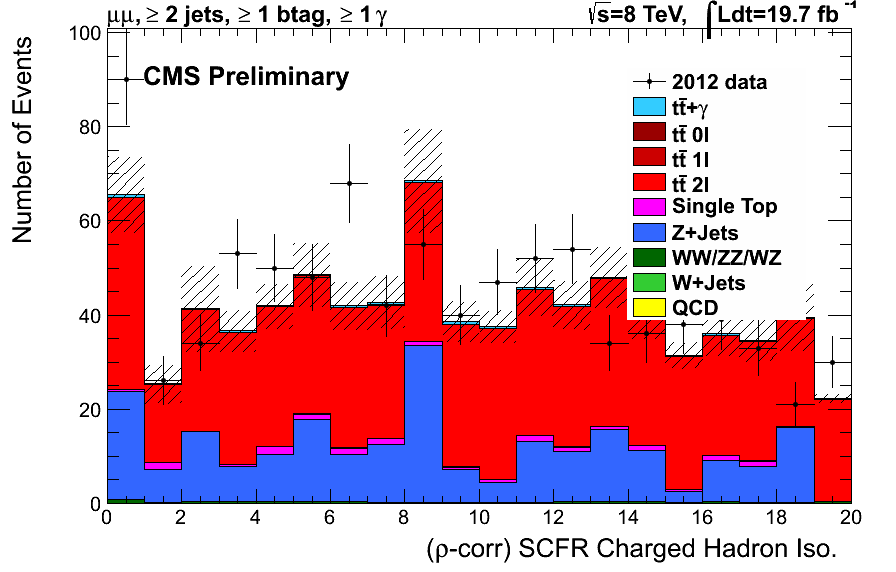 μμ, ≥ 2 jets, ≥ 1 btag, ≥ 1 γ
√s=8 TeV, ∫Ldt=19.7 fb⁻¹
CMS Preliminary
Number of Events
100
80
60
40
20
0
2012 data
tt̄+γ
tt̄ 0l
tt̄ 1l
tt̄ 2l
Single Top
Z+Jets
WW/ZZ/WZ
W+Jets
QCD
0 2 4 6 8 10 12 14 16 18 20
(ρ-corr) SCFR Charged Hadron Iso.